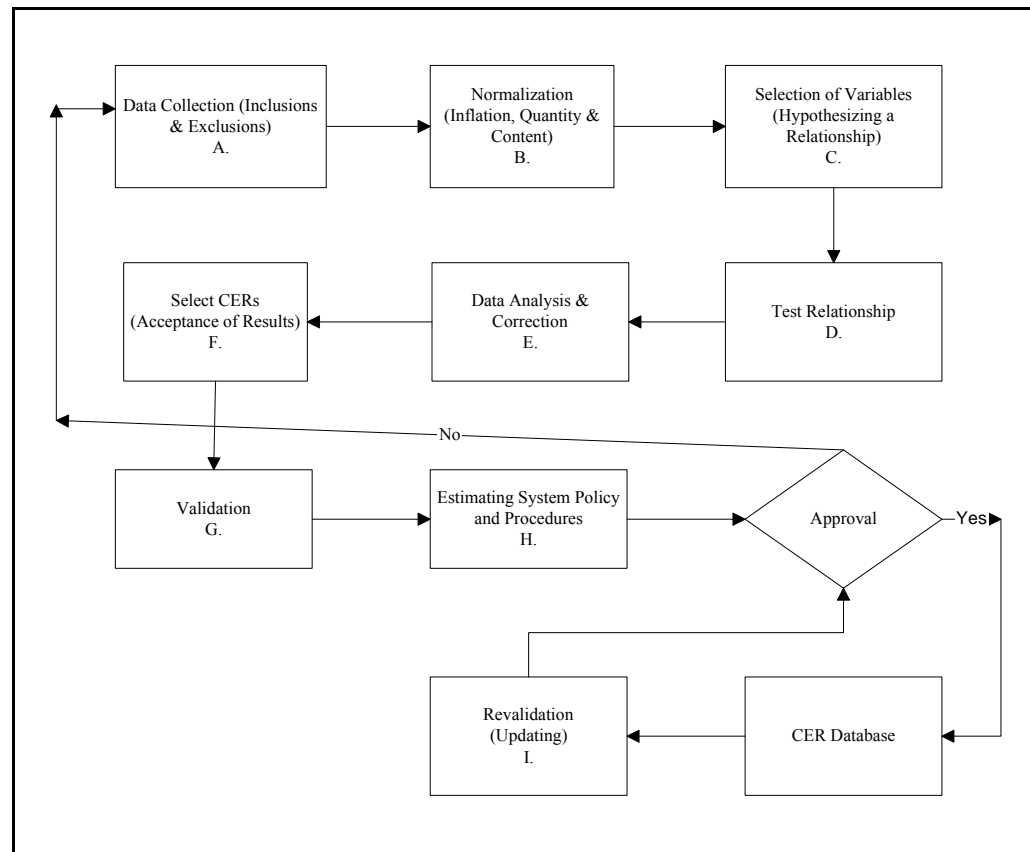 Data Collection (Inclusions
& Exclusions)
A.
Normalization
(Inflation, Quantity &
Content)
B.
Selection of Variables
(Hypothesizing a
Relationship)
C.
Select CERs
(Acceptance of Results)
F.
Data Analysis &
Correction
E.
Test Relationship
D.
No
Validation
G.
Estimating System Policy
and Procedures
H.
Approval
Yes
Revalidation
(Updating)
I.
CER Database